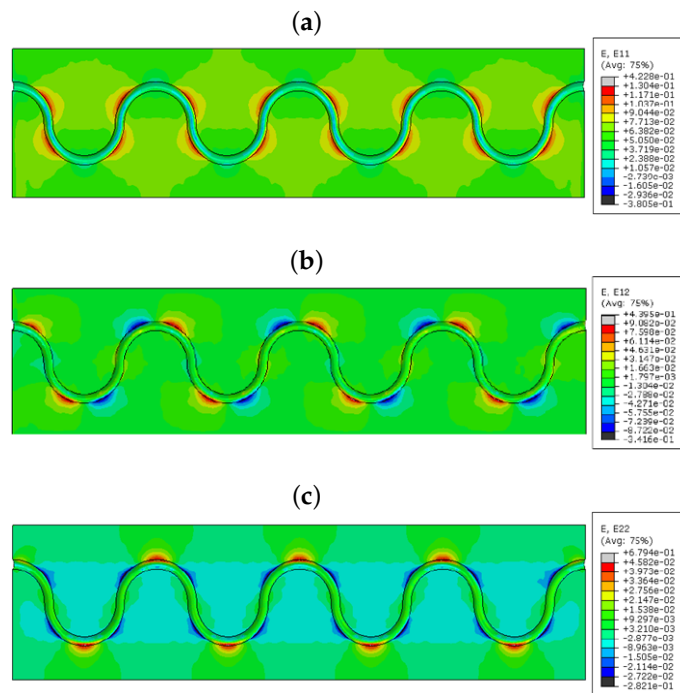 (a)
E, E11
(Avg: 75%)
+4.228e-01
+1.304e-01
+1.171e-01
+1.037e-01
+9.044e-02
+7.713e-02
+6.382e-02
+5.050e-02
+3.719e-02
+2.388e-02
+1.057e-02
-2.739e-03
-1.605e-02
-2.936e-02
-3.805e-01
(b)
E, E12
(Avg: 75%)
+4.395e-01
+9.082e-02
+7.598e-02
+6.114e-02
+4.631e-02
+3.147e-02
+1.663e-02
+1.797e-03
-1.304e-02
-2.788e-02
-4.271e-02
-5.755e-02
-7.239e-02
-8.722e-02
-3.416e-01
(c)
E, E22
(Avg: 75%)
+6.794e-01
+4.582e-02
+3.973e-02
+3.364e-02
+2.756e-02
+2.147e-02
+1.538e-02
+9.297e-03
+3.210e-03
-2.877e-03
-8.963e-03
-1.505e-02
-2.114e-02
-2.722e-02
-2.821e-01